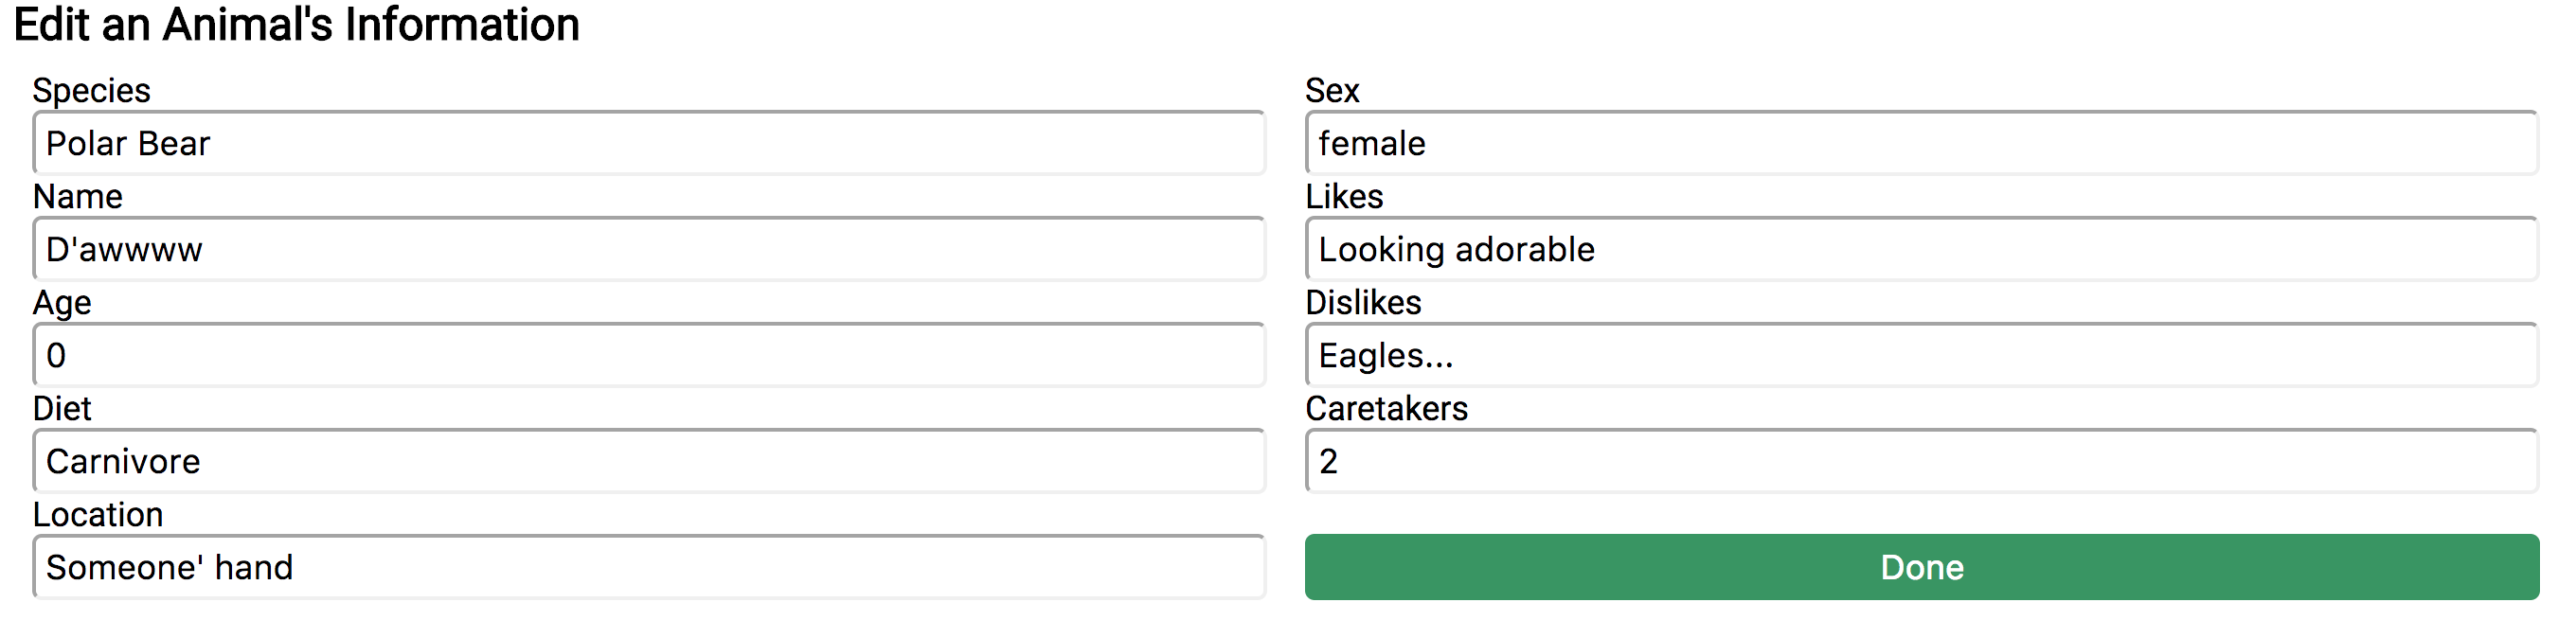 Edit an Animal's Information
Species
Polar Bear
Name
D'awwww
Age
0
Diet
Carnivore
Location
Someone' hand
Sex
female
Likes
Looking adorable
Dislikes
Eagles...
Caretakers
2
Done